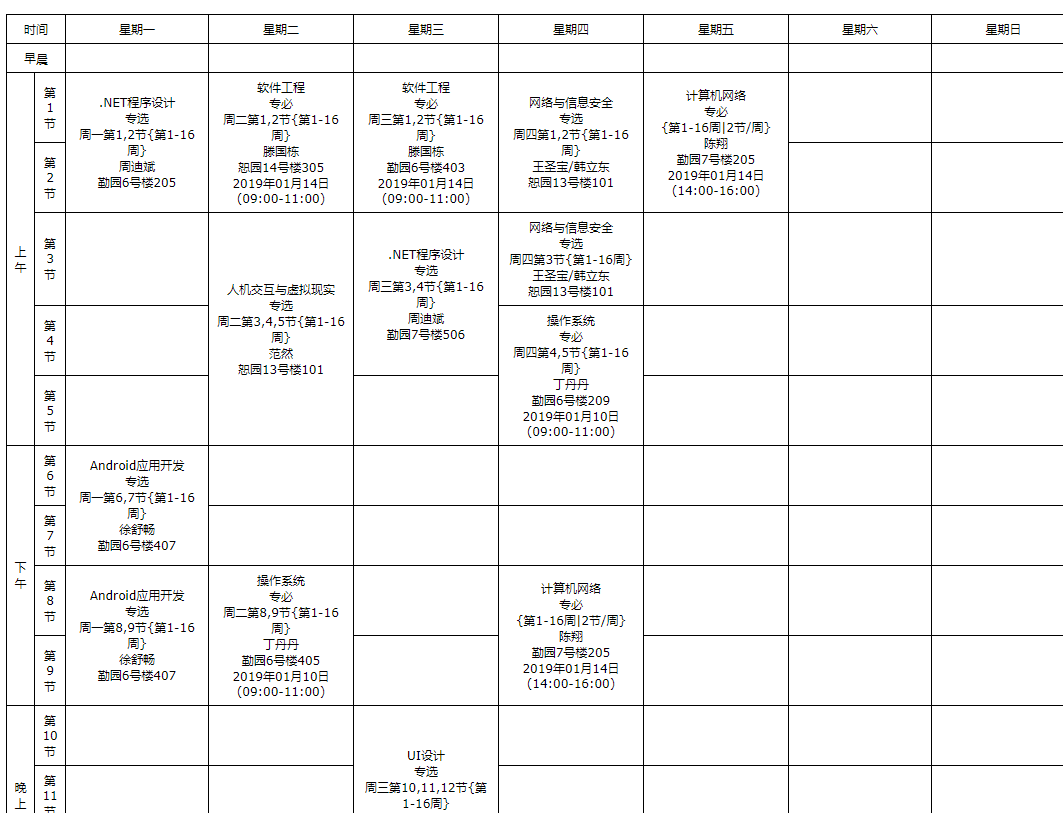 时间
星期一
星期二
星期三
星期四
星期五
星期六
星期日
早晨
上
午
第
1
节
.NET程序设计
专选
周一第1,2节{第1-16
周}
周迪斌
勤园6号楼205
软件工程
专必
周二第1,2节{第1-16
周}
滕国栋
恕园14号楼305
2019年01月14日
(09:00-11:00)
软件工程
专必
周三第1,2节{第1-16
周}
滕国栋
勤园6号楼403
2019年01月14日
(09:00-11:00)
网络与信息安全
专选
周四第1,2节{第1-16
周}
王圣宝/韩立东
恕园13号楼101
计算机网络
专必
{第1-16周|2节/周}
陈翔
勤园7号楼205
2019年01月14日
(14:00-16:00)
第
2
节
第
3
节
人机交互与虚拟现实
专选
周二第3,4,5节{第1-16
周}
范然
恕园13号楼101
.NET程序设计
专选
周三第3,4节{第1-16
周}
周迪斌
勤园7号楼506
网络与信息安全
专选
周四第3节{第1-16周}
王圣宝/韩立东
恕园13号楼101
第
4
节
操作系统
专必
周四第4,5节{第1-16
周}
丁丹丹
勤园6号楼209
2019年01月10日
(09:00-11:00)
第
5
节
下
午
第
6
节
Android应用开发
专选
周一第6,7节{第1-16
周}
徐舒畅
勤园6号楼407
第
7
节
第
8
节
Android应用开发
专选
周一第8,9节{第1-16
周}
徐舒畅
勤园6号楼407
操作系统
专必
周二第8,9节{第1-16
周}
丁丹丹
勤园6号楼405
2019年01月10日
(09:00-11:00)
计算机网络
专必
{第1-16周|2节/周}
陈翔
勤园7号楼205
2019年01月14日
(14:00-16:00)
第
9
节
晚
上
第
10
节
UI设计
专选
周三第10,11,12节{第
1-16周}
第
11
节